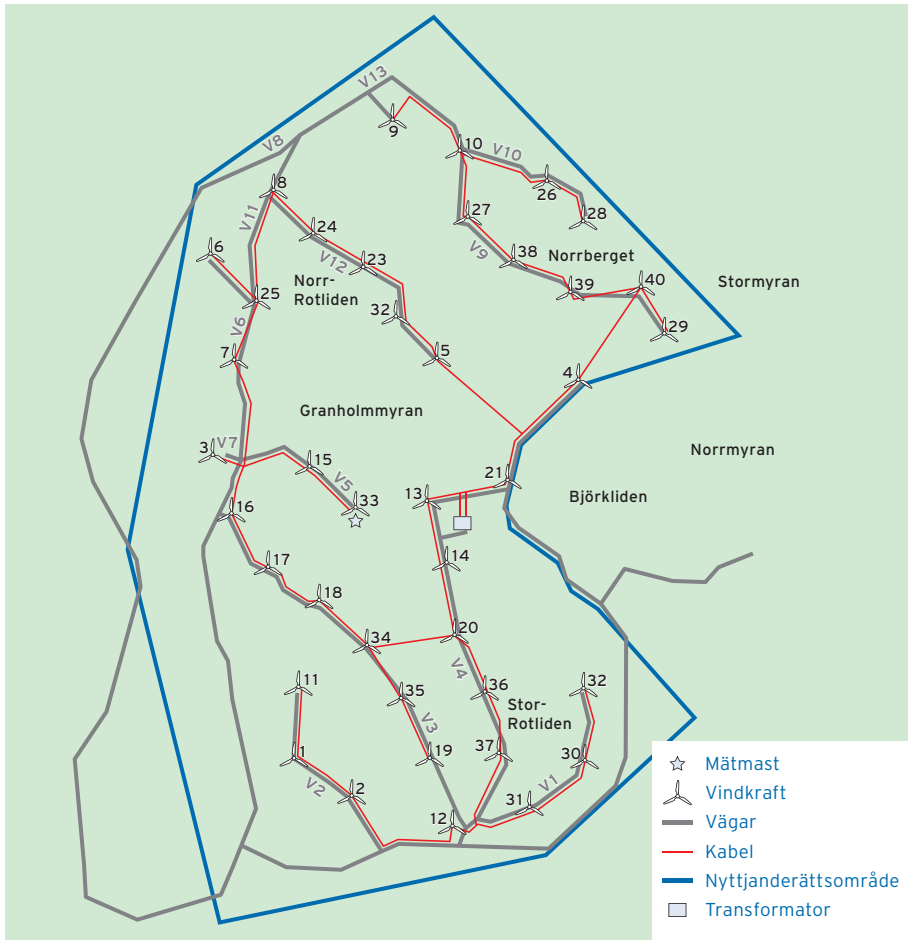 V13
9
V8
10
V10
26
8
28
27
V11
24
6
38
V9
Norrberget
23
V12
40
39
Stormyran
Norr-
Rotliden
25
32
29
V6
7
5
4
Granholmmyran
3
V7
15
Norrmyran
21
V5
33
13
Björkliden
16
14
17
18
20
34
11
V4
36
32
35
Stor-
Rotliden
V3
37
1
19
30
V2
V1
2
31
12
Mätmast
Vindkraft
Vägar
Kabel
Nyttjanderättsområde
Transformator